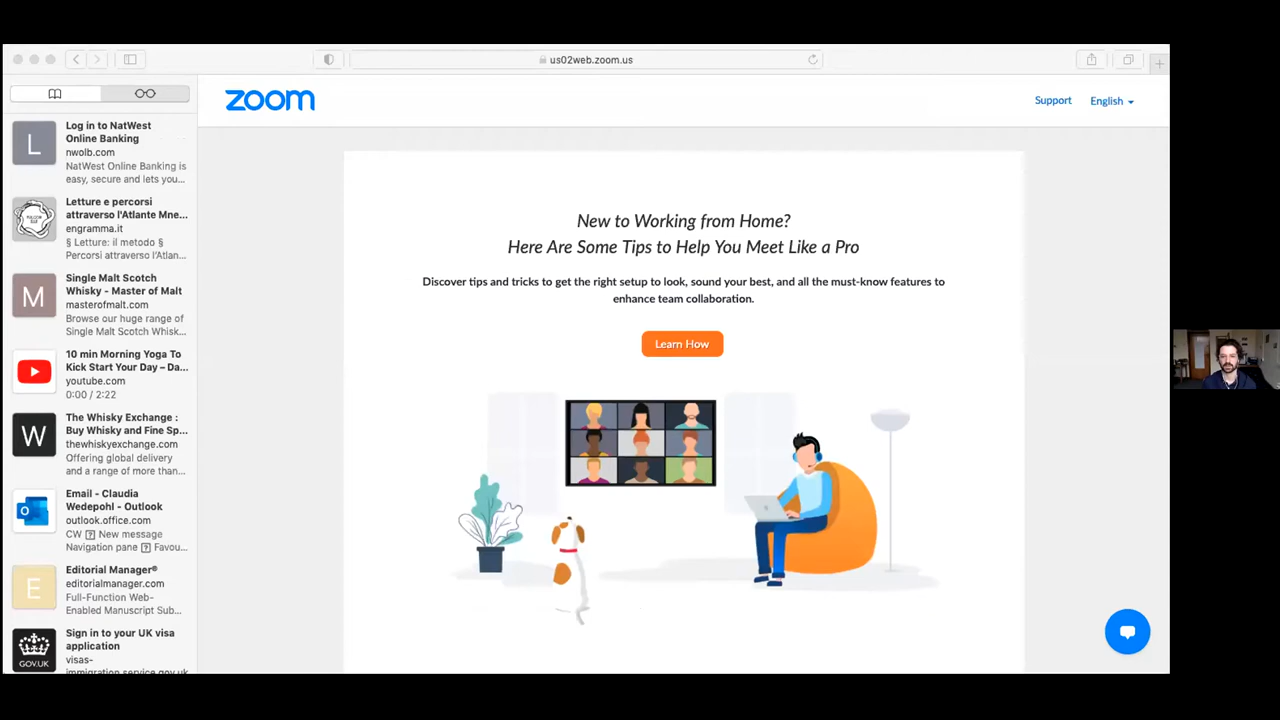 us02web.zoom.us
Log in to NatWest
Online Banking
nwolb.com
NatWest Online Banking is
easy, secure and lets you...
Letture e percorsi
attraverso l'Atlante Mne...
engramma.it
§ Letture: il metodo §
Percorsi attraverso l'Atlan...
Single Malt Scotch
Whisky - Master of Malt
masterofmalt.com
Browse our huge range of
Single Malt Scotch Whisk...
10 min Morning Yoga To
Kick Start Your Day – Da...
youtube.com
0:00 / 2:22
The Whisky Exchange :
Buy Whisky and Fine Sp...
thewhiskyexchange.com
Offering global delivery
and a range of more than...
Email - Claudia
Wedepohl - Outlook
outlook.office.com
CW ? New message
Navigation pane ? Favou...
Editorial Manager®
editorialmanager.com
Full-Function Web-
Enabled Manuscript Sub...
Sign in to your UK visa
application
visas-
immigration.service.gov.uk
L
M
W
O
E
GOV.UK
zoom
Support
English
New to Working from Home?
Here Are Some Tips to Help You Meet Like a Pro
Discover tips and tricks to get the right setup to look, sound your best, and all the must-know features to
enhance team collaboration.
Learn How